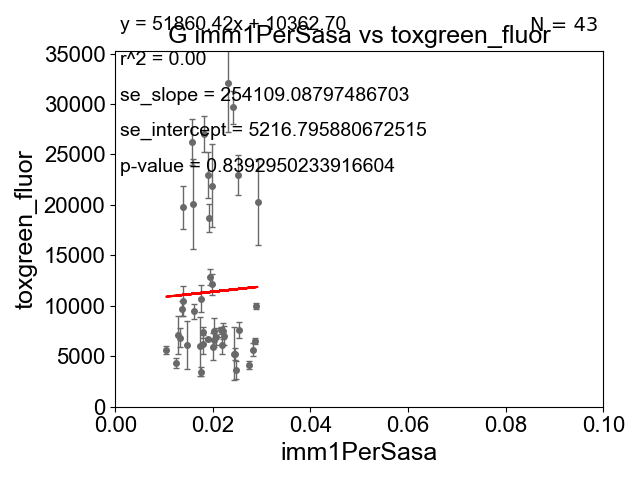 y = 51860.42x + 10362.70
N = 43
G imm1PerSasa vs toxgreen_fluor
r^2 = 0.00
se_slope = 254109.08797486703
se_intercept = 5216.795880672515
p-value = 0.8392950233916604
35000
30000
25000
20000
15000
10000
5000
0
toxgreen_fluor
0.00
0.02
0.04
0.06
0.08
0.10
imm1PerSasa